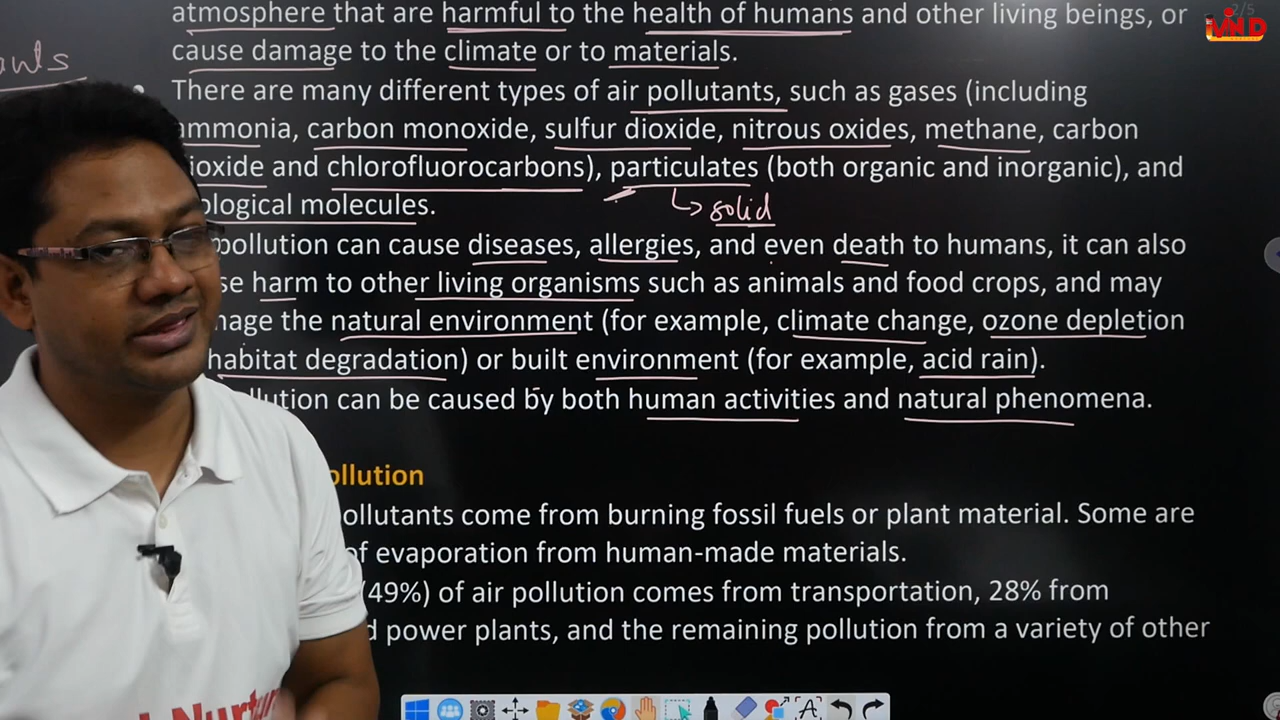 atmosphere that are harmful to the health of humans and other living beings, or
2/5
MIND
cause damage to the climate or to materials.
There are many different types of air pollutants, such as gases (including
ammonia, carbon monoxide, sulfur dioxide, nitrous oxides, methane, carbon
ioxide and chlorofluorocarbons), particulates (both organic and inorganic), and
ological molecules.
solid
pollution can cause diseases, allergies, and even death to humans, it can also
se harm to other living organisms such as animals and food crops, and may
mage the natural environment (for example, climate change, ozone depletion
habitat degradation) or built environment (for example, acid rain).
llution can be caused by both human activities and natural phenomena.
ollution
ollutants come from burning fossil fuels or plant material. Some are
of evaporation from human-made materials.
(49%) of air pollution comes from transportation, 28% from
d power plants, and the remaining pollution from a variety of other
Nurtur